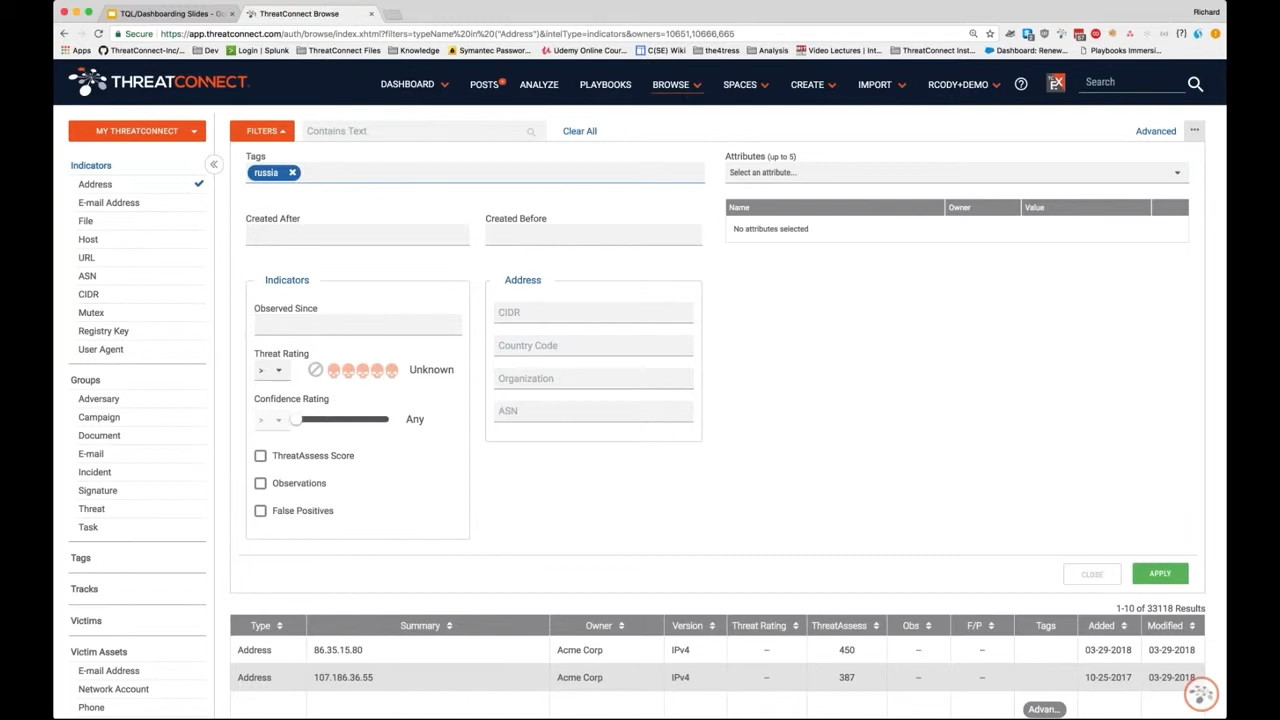 Richard
TQL/Dashboarding Slides - Go
ThreatConnect Browse
Secure
https://app.threatconnect.com/auth/browse/index.xhtml?filters=typeName%20in%20("Address")&intelType=indicators&owners=10651,10666,665
Apps
ThreatConnect-Inc/...
Dev
Login | Splunk
ThreatConnect Files
Knowledge
Symantec Passwor...
Udemy Online Cour...
C(SE) Wiki
the4tress
Analysis
Video Lectures | Int...
ThreatConnect Inst...
Dashboard: Renew...
Playbooks Immersi...
THREATCONNECT
DASHBOARD
POSTS
ANALYZE
PLAYBOOKS
BROWSE
SPACES
CREATE
IMPORT
RCODY+DEMO
Search
MY THREATCONNECT
Indicators
Address
E-mail Address
File
Host
URL
ASN
CIDR
Mutex
Registry Key
User Agent
Groups
Adversary
Campaign
Document
E-mail
Incident
Signature
Threat
Task
Tags
Tracks
Victims
Victim Assets
E-mail Address
Network Account
Phone
FILTERS
Contains Text
Clear All
Advanced
Tags
russia
Attributes (up to 5)
Select an attribute...
Name Owner Value
No attributes selected
Created After
Created Before
Indicators
Observed Since
Threat Rating
> Unknown
Confidence Rating
> Any
ThreatAssess Score
Observations
False Positives
Address
CIDR
Country Code
Organization
ASN
CLOSE
APPLY
1-10 of 33118 Results
Type Summary Owner Version Threat Rating ThreatAssess Obs F/P Tags Added Modified
Address 86.35.15.80 Acme Corp IPv4 – 450 – – 03-29-2018 03-29-2018
Address 107.186.36.55 Acme Corp IPv4 – 387 – – 10-25-2017 03-29-2018
Advan...